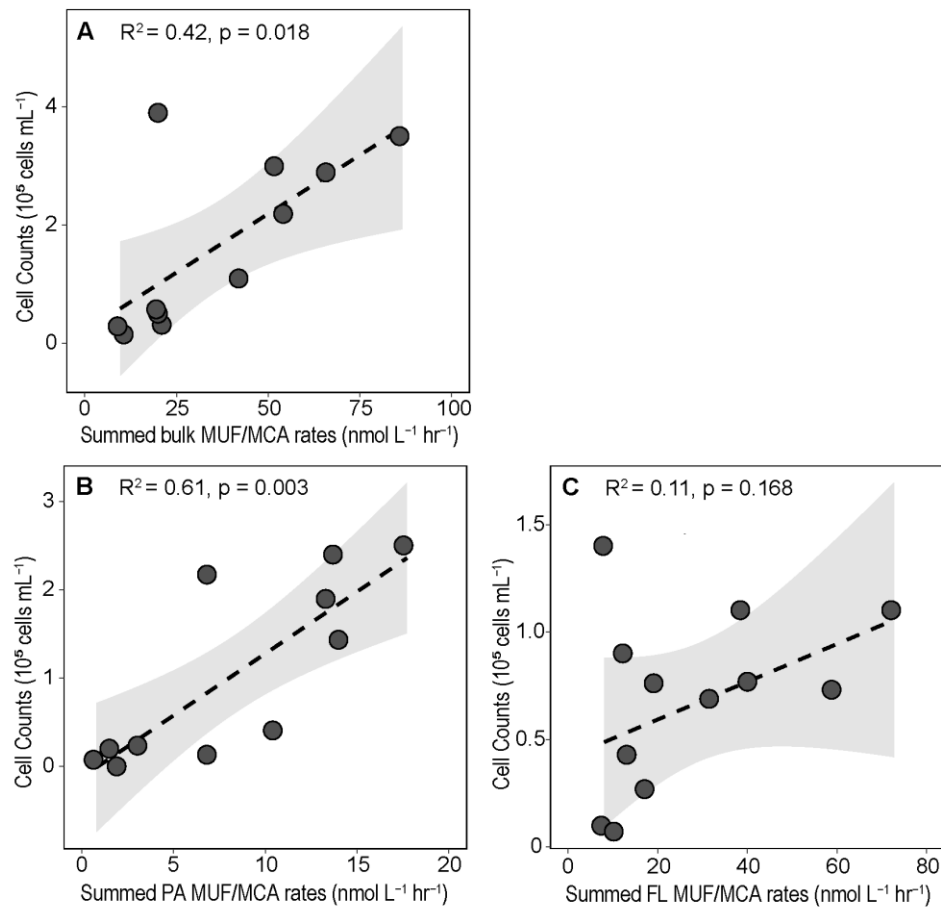 A R² = 0.42, p = 0.018
Cell Counts (10⁵ cells mL⁻¹)
4
2
0
0 25 50 75 100
Summed bulk MUF/MCA rates (nmol L⁻¹ hr⁻¹)
B R² = 0.61, p = 0.003
Cell Counts (10⁵ cells mL⁻¹)
3
2
1
0
0 5 10 15 20
Summed PA MUF/MCA rates (nmol L⁻¹ hr⁻¹)
C R² = 0.11, p = 0.168
Cell Counts (10⁵ cells mL⁻¹)
1.5
1.0
0.5
0
0 20 40 60 80
Summed FL MUF/MCA rates (nmol L⁻¹ hr⁻¹)